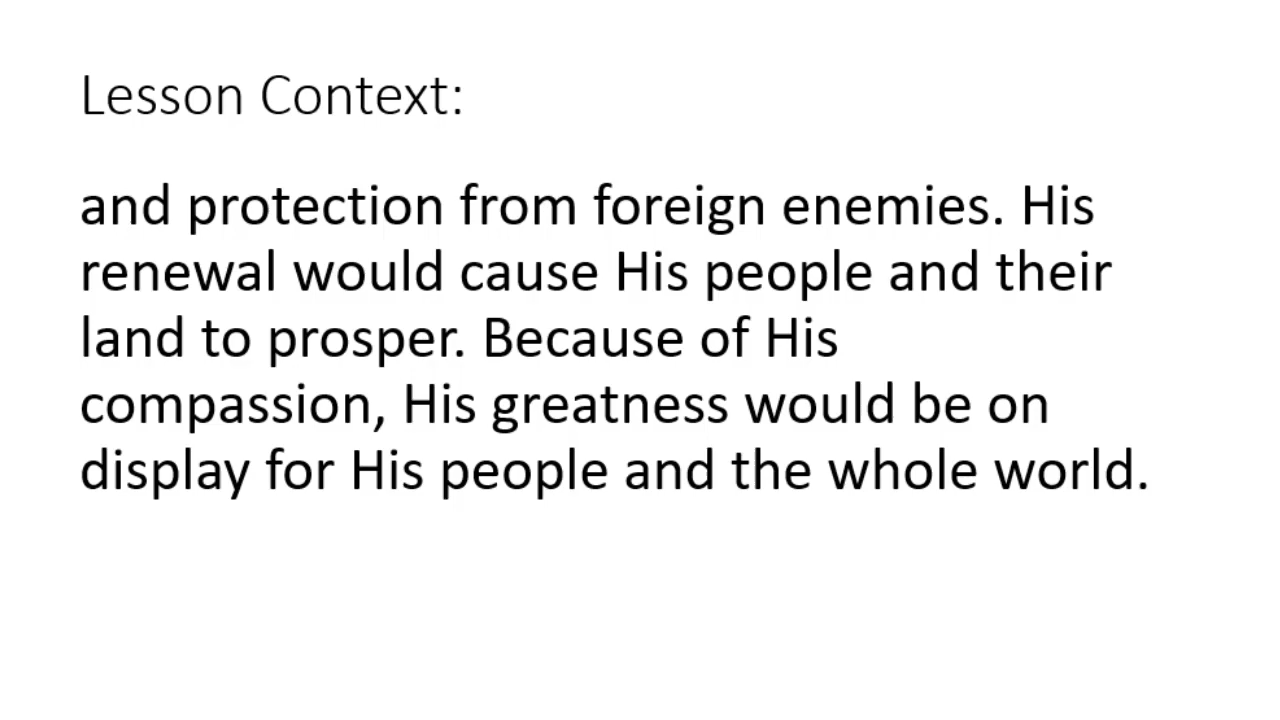 Lesson Context:
and protection from foreign enemies. His
renewal would cause His people and their
land to prosper. Because of His
compassion, His greatness would be on
display for His people and the whole world.